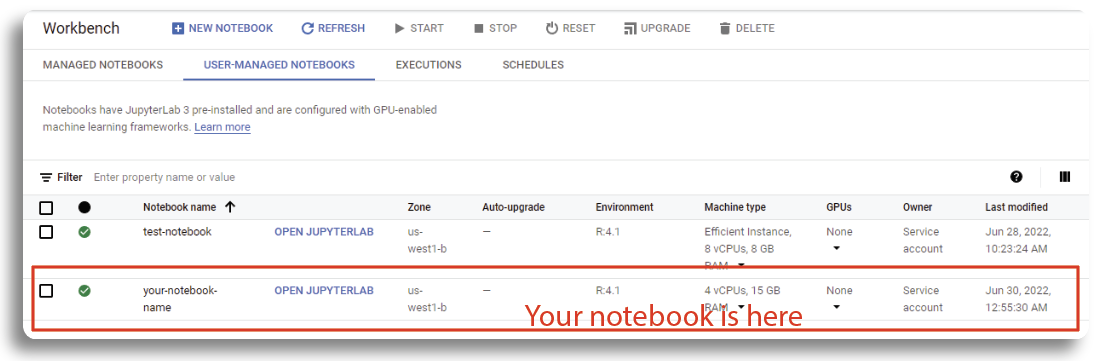 Workbench NEW NOTEBOOK REFRESH START STOP RESET UPGRADE DELETE
MANAGED NOTEBOOKS USER-MANAGED NOTEBOOKS EXECUTIONS SCHEDULES
Notebooks have JupyterLab 3 pre-installed and are configured with GPU-enabled
machine learning frameworks. Learn more
Filter Enter property name or value
Notebook name Zone Auto-upgrade Environment Machine type GPUs Owner Last modified
test-notebook OPEN JUPYTERLAB us- — R:4.1 Efficient Instance, None Service Jun 28, 2022,
west1-b 8 vCPUs, 8 GB account 10:23:24 AM
RAM
your-notebook- OPEN JUPYTERLAB us- — R:4.1 4 vCPUs, 15 GB None Service Jun 30, 2022,
name west1-b RAM account 12:55:30 AM
Your notebook is here